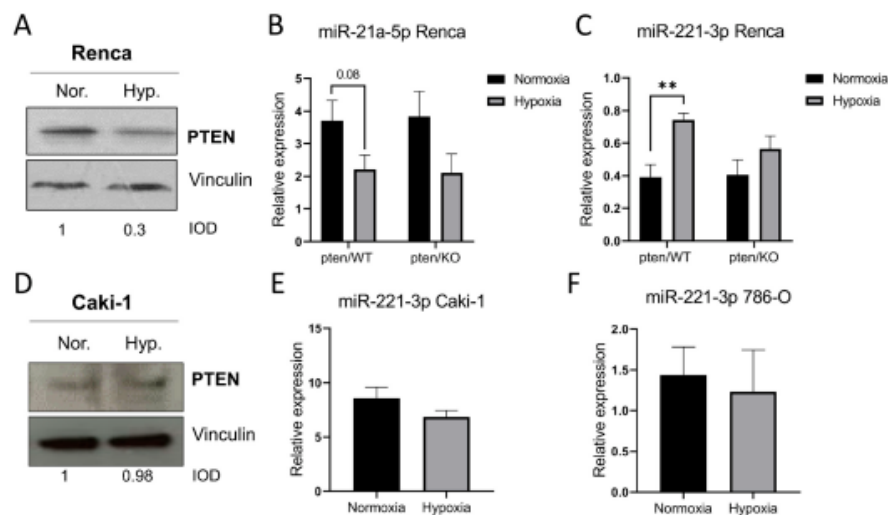 A
Renca
Nor. Hyp.
PTEN
Vinculin
1 0.3 IOD
B
miR-21a-5p Renca
Relative expression
5
4
3
2
1
0
0.08
pten/WT pten/KO
Normoxia
Hypoxia
C
miR-221-3p Renca
Relative expression
1.0
0.8
0.6
0.4
0.2
0.0
**
pten/WT pten/KO
Normoxia
Hypoxia
D
Caki-1
Nor. Hyp.
PTEN
Vinculin
1 0.98 IOD
E
miR-221-3p Caki-1
Relative expression
15
10
5
0
Normoxia Hypoxia
F
miR-221-3p 786-O
Relative expression
2.0
1.5
1.0
0.5
0.0
Normoxia Hypoxia